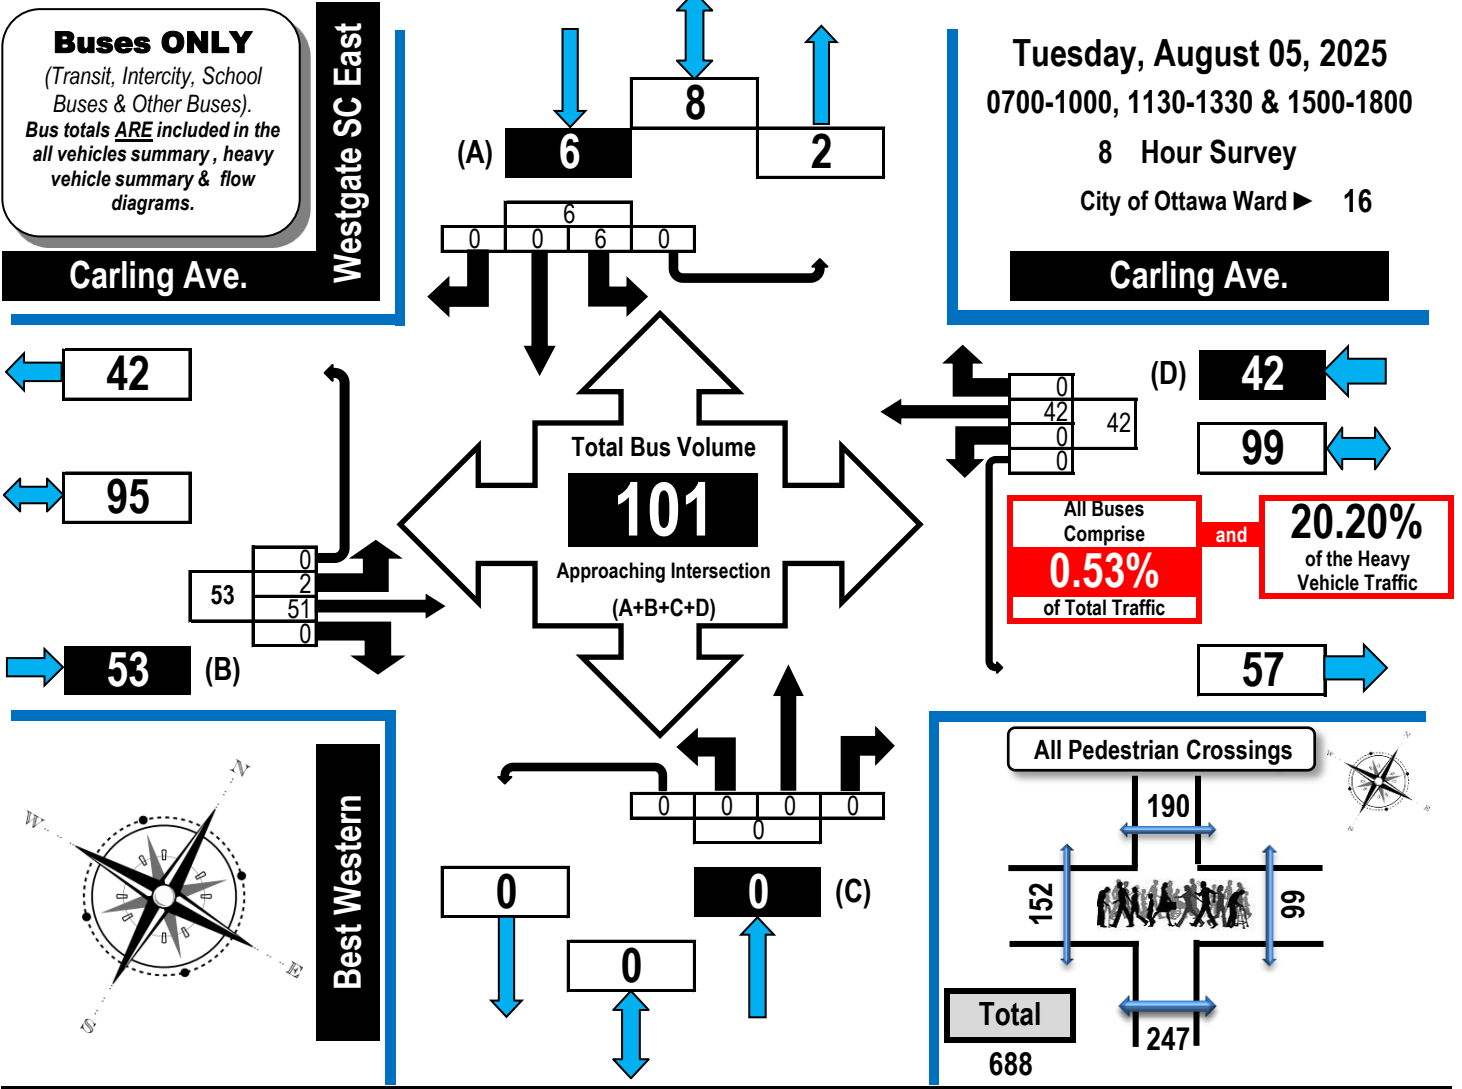 Buses ONLY
(Transit, Intercity, School
Buses & Other Buses).
Bus totals ARE included in the
all vehicles summary , heavy
vehicle summary & flow
diagrams.
Westgate SC East
Carling Ave.
8
(A)
6
2
6
0
0
6
0
Tuesday, August 05, 2025
0700-1000, 1130-1330 & 1500-1800
8 Hour Survey
City of Ottawa Ward ► 16
Carling Ave.
42
95
0
2
51
0
53
53
(B)
Total Bus Volume
101
Approaching Intersection
(A+B+C+D)
0
42
0
0
42
(D)
42
99
All Buses
Comprise
0.53%
of Total Traffic
and
20.20%
of the Heavy
Vehicle Traffic
57
N
W
E
S
Best Western
0
0
0
0
0
0
0
(C)
0
All Pedestrian Crossings
N
W
E
S
190
152
99
247
Total
688